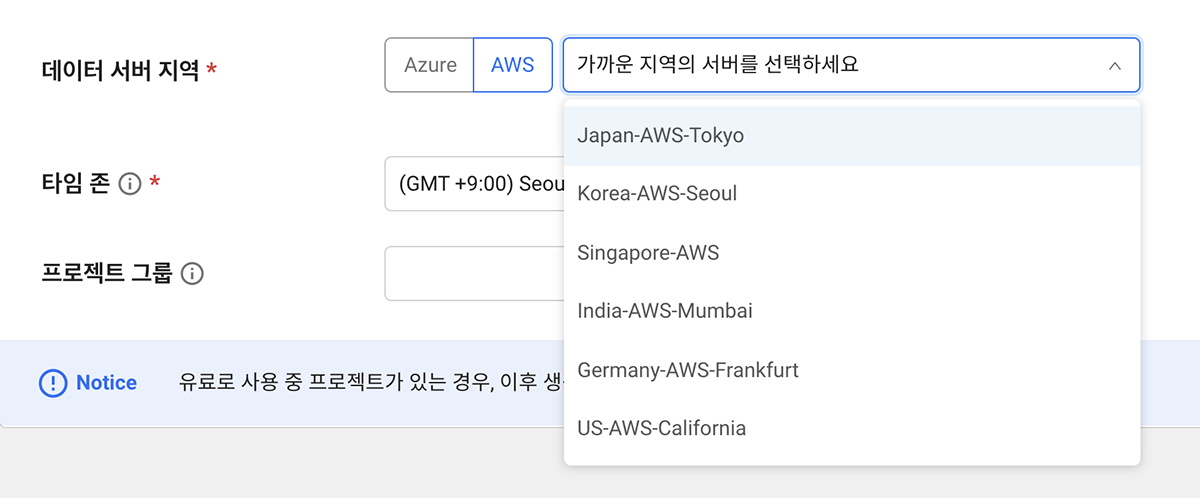 데이터 서버 지역 * Azure AWS 가까운 지역의 서버를 선택하세요
Japan-AWS-Tokyo
타임 존 * (GMT +9:00) Seou
Korea-AWS-Seoul
Singapore-AWS
프로젝트 그룹
India-AWS-Mumbai
Germany-AWS-Frankfurt
Notice 유료로 사용 중 프로젝트가 있는 경우, 이후 생
US-AWS-California